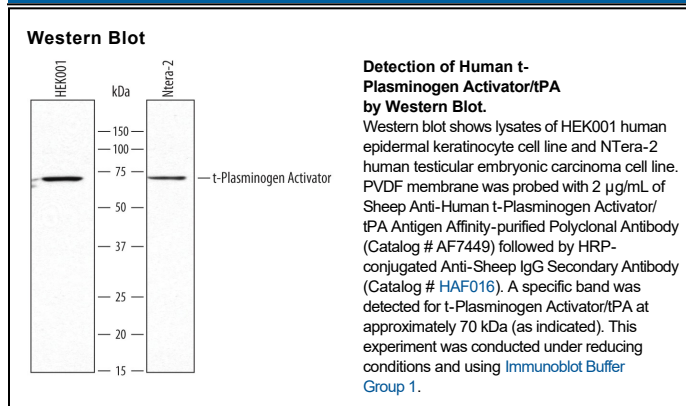 Western Blot
HEK001
kDa
Ntera-2
150
100
75
t-Plasminogen Activator
50
37
25
20
15
Detection of Human t-
Plasminogen Activator/tPA
by Western Blot.
Western blot shows lysates of HEK001 human
epidermal keratinocyte cell line and NTera-2
human testicular embryonic carcinoma cell line.
PVDF membrane was probed with 2 µg/mL of
Sheep Anti-Human t-Plasminogen Activator/
tPA Antigen Affinity-purified Polyclonal Antibody
(Catalog # AF7449) followed by HRP-
conjugated Anti-Sheep IgG Secondary Antibody
(Catalog # HAF016). A specific band was
detected for t-Plasminogen Activator/tPA at
approximately 70 kDa (as indicated). This
experiment was conducted under reducing
conditions and using Immunoblot Buffer
Group 1.